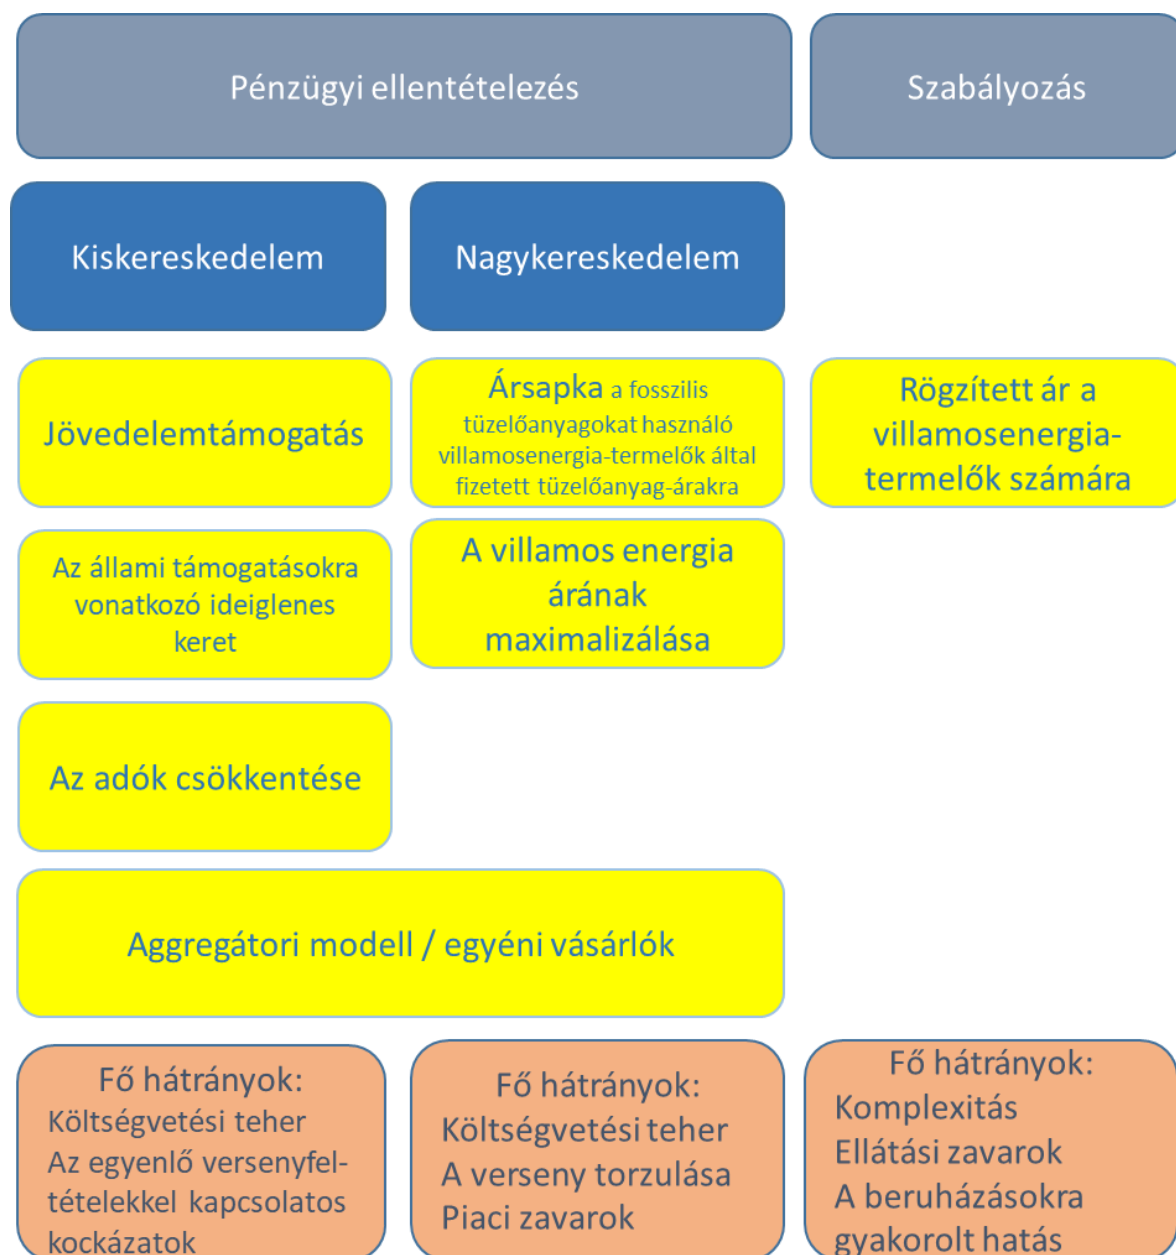 Pénzügyi ellentételezés
Szabályozás
Kiskereskedelem
Nagykereskedelem
Jövedelemtámogatás
Ársapka a fosszilis
tüzelőanyagokat használó
villamosenergia-termelők által
fizetett tüzelőanyag-árakra
Rögzített ár a
villamosenergia-
termelők számára
Az állami támogatásokra
vonatkozó ideiglenes
keret
A villamos energia
árának
maximalizálása
Az adók csökkentése
Aggregátori modell / egyéni vásárlók
Fő hátrányok:
Költségvetési teher
Az egyenlő versenyfel-
tételekkel kapcsolatos
kockázatok
Fő hátrányok:
Költségvetési teher
A verseny torzulása
Piaci zavarok
Fő hátrányok:
Komplexitás
Ellátási zavarok
A beruházásokra
gyakorolt hatás